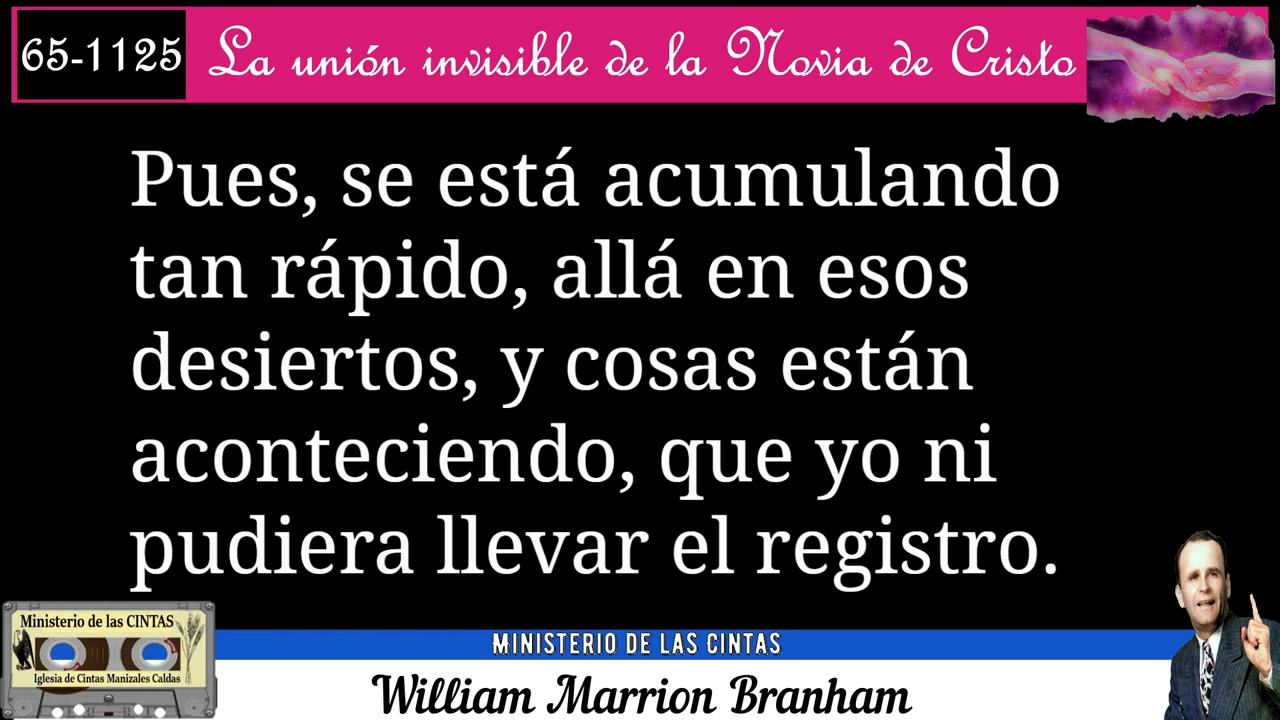 65-1125 La unión invisible de la Novia de Cristo
Pues, se está acumulando
tan rápido, allá en esos
desiertos, y cosas están
aconteciendo, que yo ni
pudiera llevar el registro.
Ministerio de las CINTAS
Iglesia de Cintas Manizales Caldas
MINISTERIO DE LAS CINTAS
William Marrion Branham